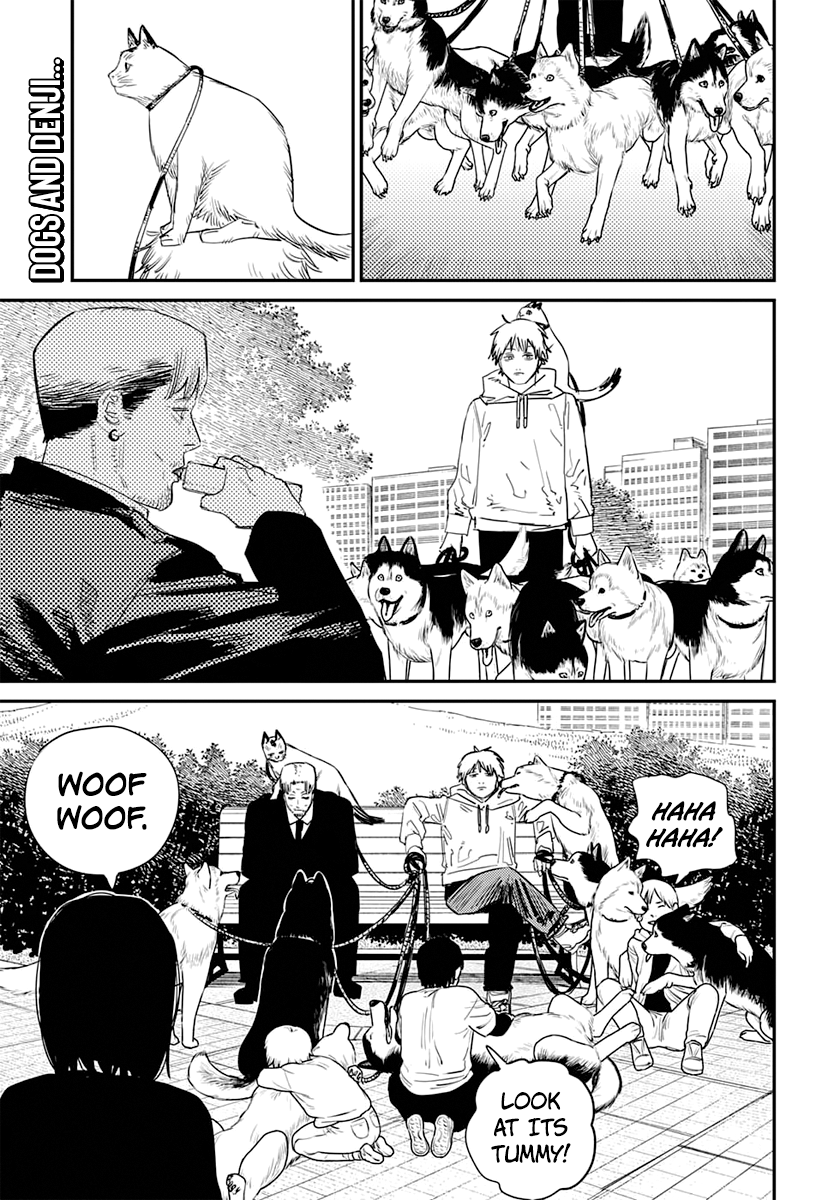 DOGS AND DENJI...
WOOF
WOOF.
HAHA
HAHA!
LOOK
AT ITS
TUMMY!